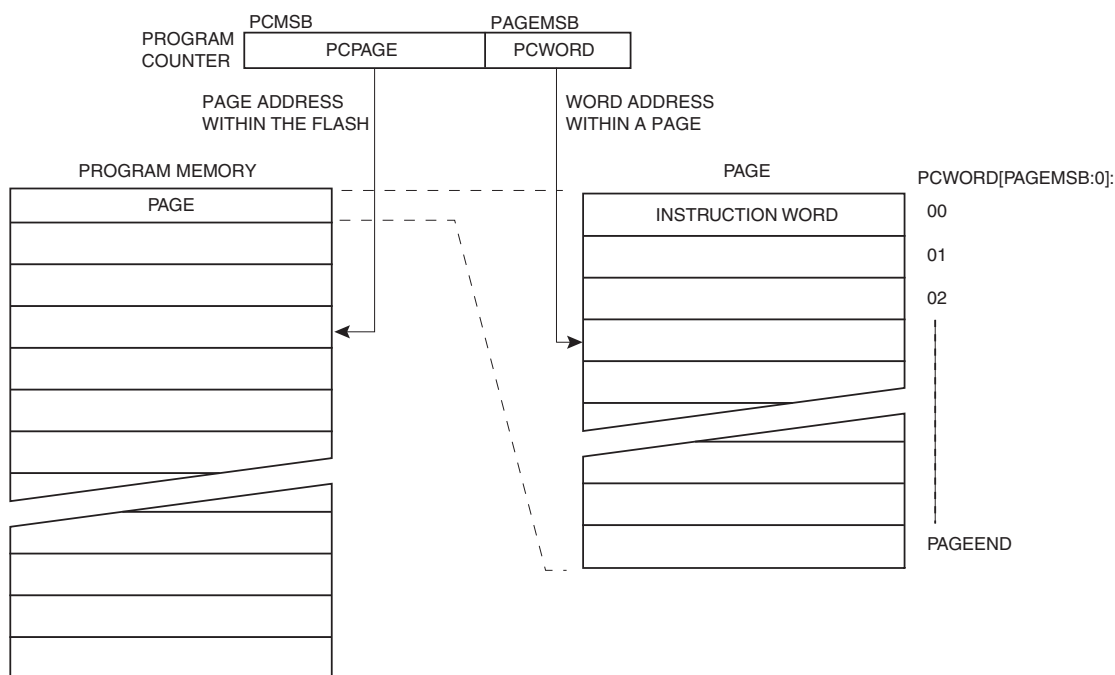 PCMSB
PAGEMSB
PROGRAM
COUNTER
PCPAGE
PCWORD
PAGE ADDRESS
WITHIN THE FLASH
WORD ADDRESS
WITHIN A PAGE
PROGRAM MEMORY
PAGE
PAGE
PCWORD[PAGEMSB:0]:
INSTRUCTION WORD
00
01
02
PAGEEND